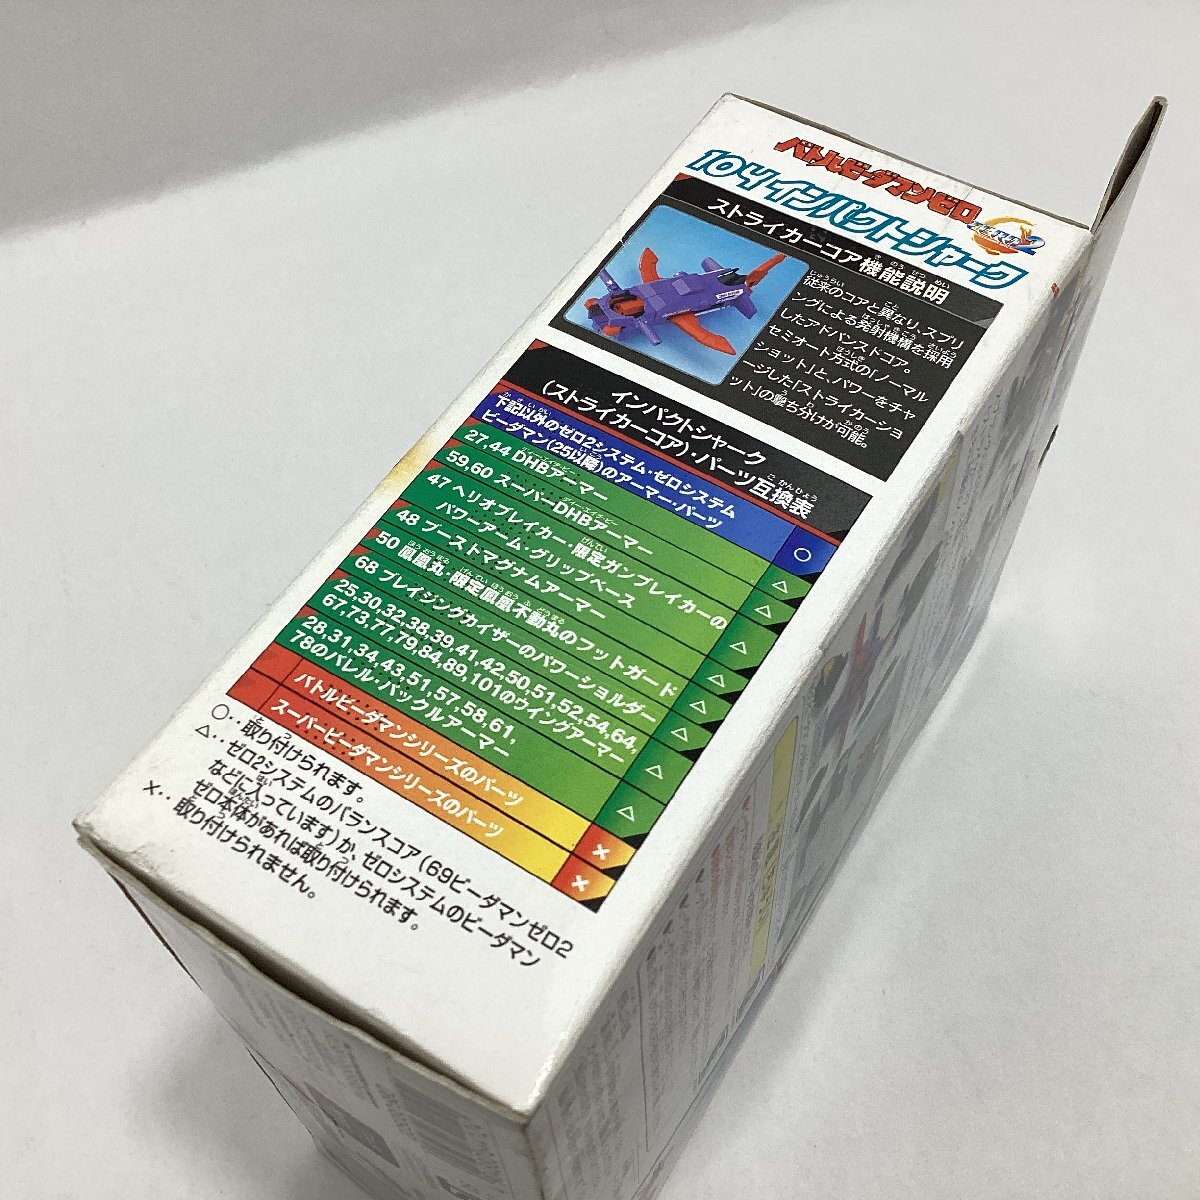 バトルビーダマンゼロ
ZERO2
104 インパクトシャーク
ストライカーコア機能説明
従来のコアと異なり、スプリ
ングによる発射機構を採用
したアドバンストコア。
セミオート方式の「ノーマル
ショット」と、パワーをチャ
ージした「ストライカーショ
ット」の撃ち分けが可能。
インパクトシャーク
(ストライカーコア)・パーツ互換表
下記以外のゼロ2システム・ゼロシステム
ビーダマン(25以降)のアーマー・パーツ ○
27,44 DHBアーマー △
59,60 スーパーDHBアーマー △
47 ヘリオブレイカー・限定ガンブレイカーの
パワーアーム・グリップベース △
48 ブーストマグナムアーマー △
50 鳳凰丸・限定鳳凰不動丸のフットガード △
68 ブレイジングカイザーのパワーショルダー △
25,30,32,38,39,41,42,50,51,52,54,64,
67,73,77,79,84,89,101のウイングアーマー △
28,31,34,43,51,57,58,61,
78のバレル・バックルアーマー △
バトルビーダマンシリーズのパーツ ×
スーパービーダマンシリーズのパーツ ×
○‥取り付けられます。
△‥ゼロ2システムのバランスコア(69ビーダマンゼロ2
などに入っています)か、ゼロシステムのビーダマン
ゼロ本体があれば取り付けられます。
×‥取り付けられません。